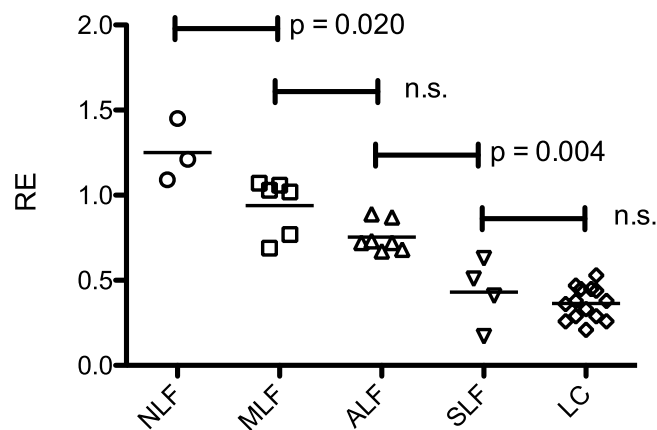 2.0
p = 0.020
n.s.
1.5
p = 0.004
RE
1.0
n.s.
0.5
0.0
NLF
MLF
ALF
SLF
LC